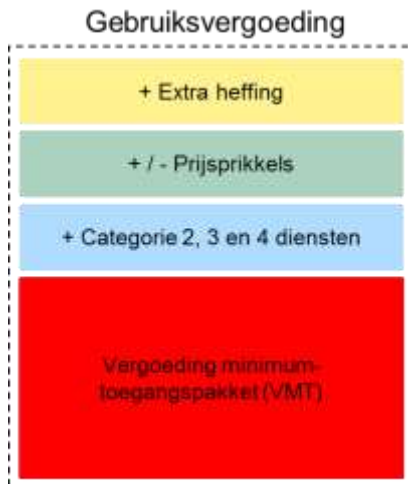 Gebruiksvergoeding
+ Extra heffing
+ / - Prijsprikkels
+ Categorie 2, 3 en 4 diensten
Vergoeding minimum-
toegangspakket (VMT)